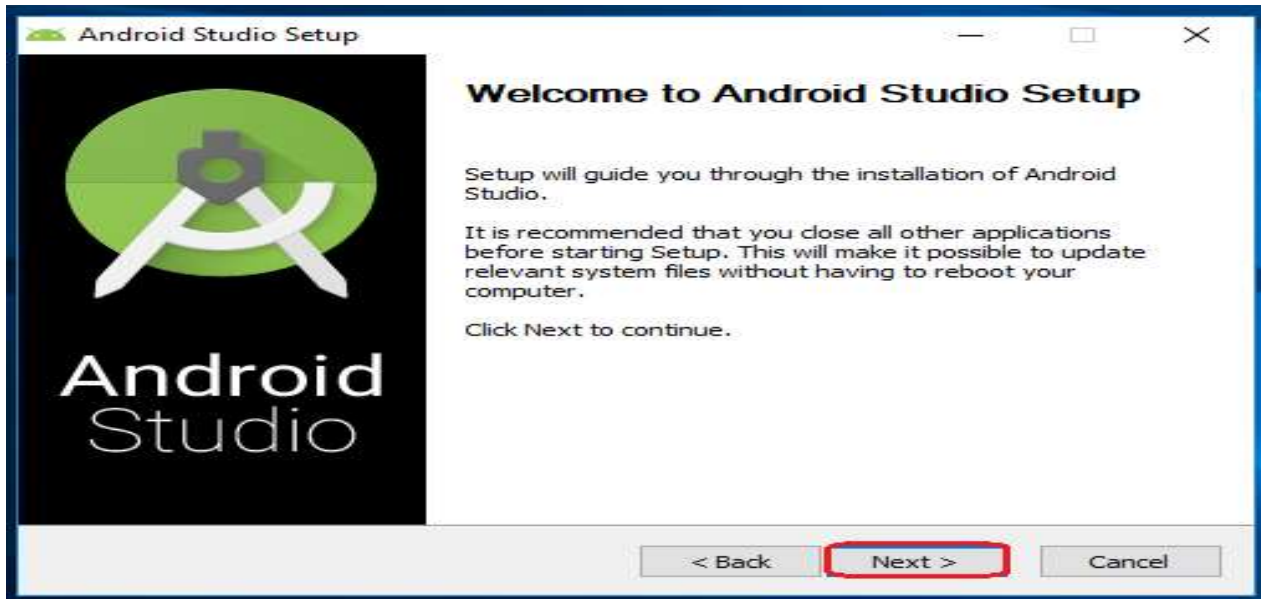 Android Studio Setup
Welcome to Android Studio Setup
Setup will guide you through the installation of Android
Studio.
It is recommended that you close all other applications
before starting Setup. This will make it possible to update
relevant system files without having to reboot your
computer.
Click Next to continue.
Android
Studio
< Back
Next >
Cancel